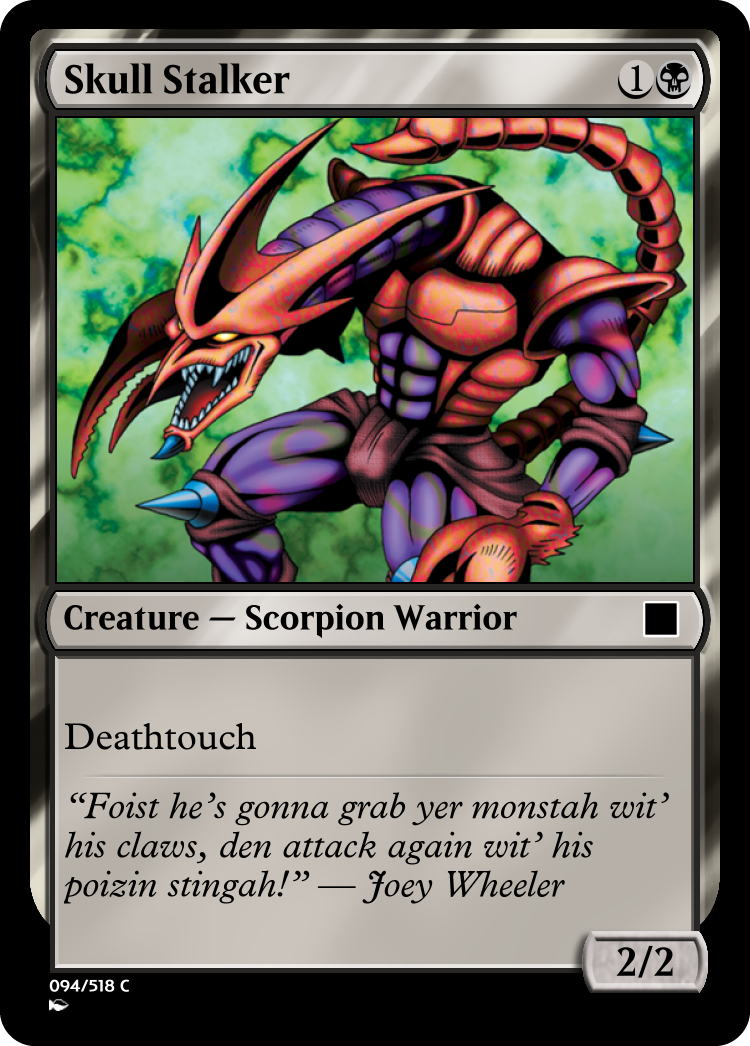 Skull Stalker 1
Creature — Scorpion Warrior
Deathtouch
“Foist he’s gonna grab yer monstah wit’
his claws, den attack again wit’ his
poizin stingah!” — Joey Wheeler
2/2
094/518 C